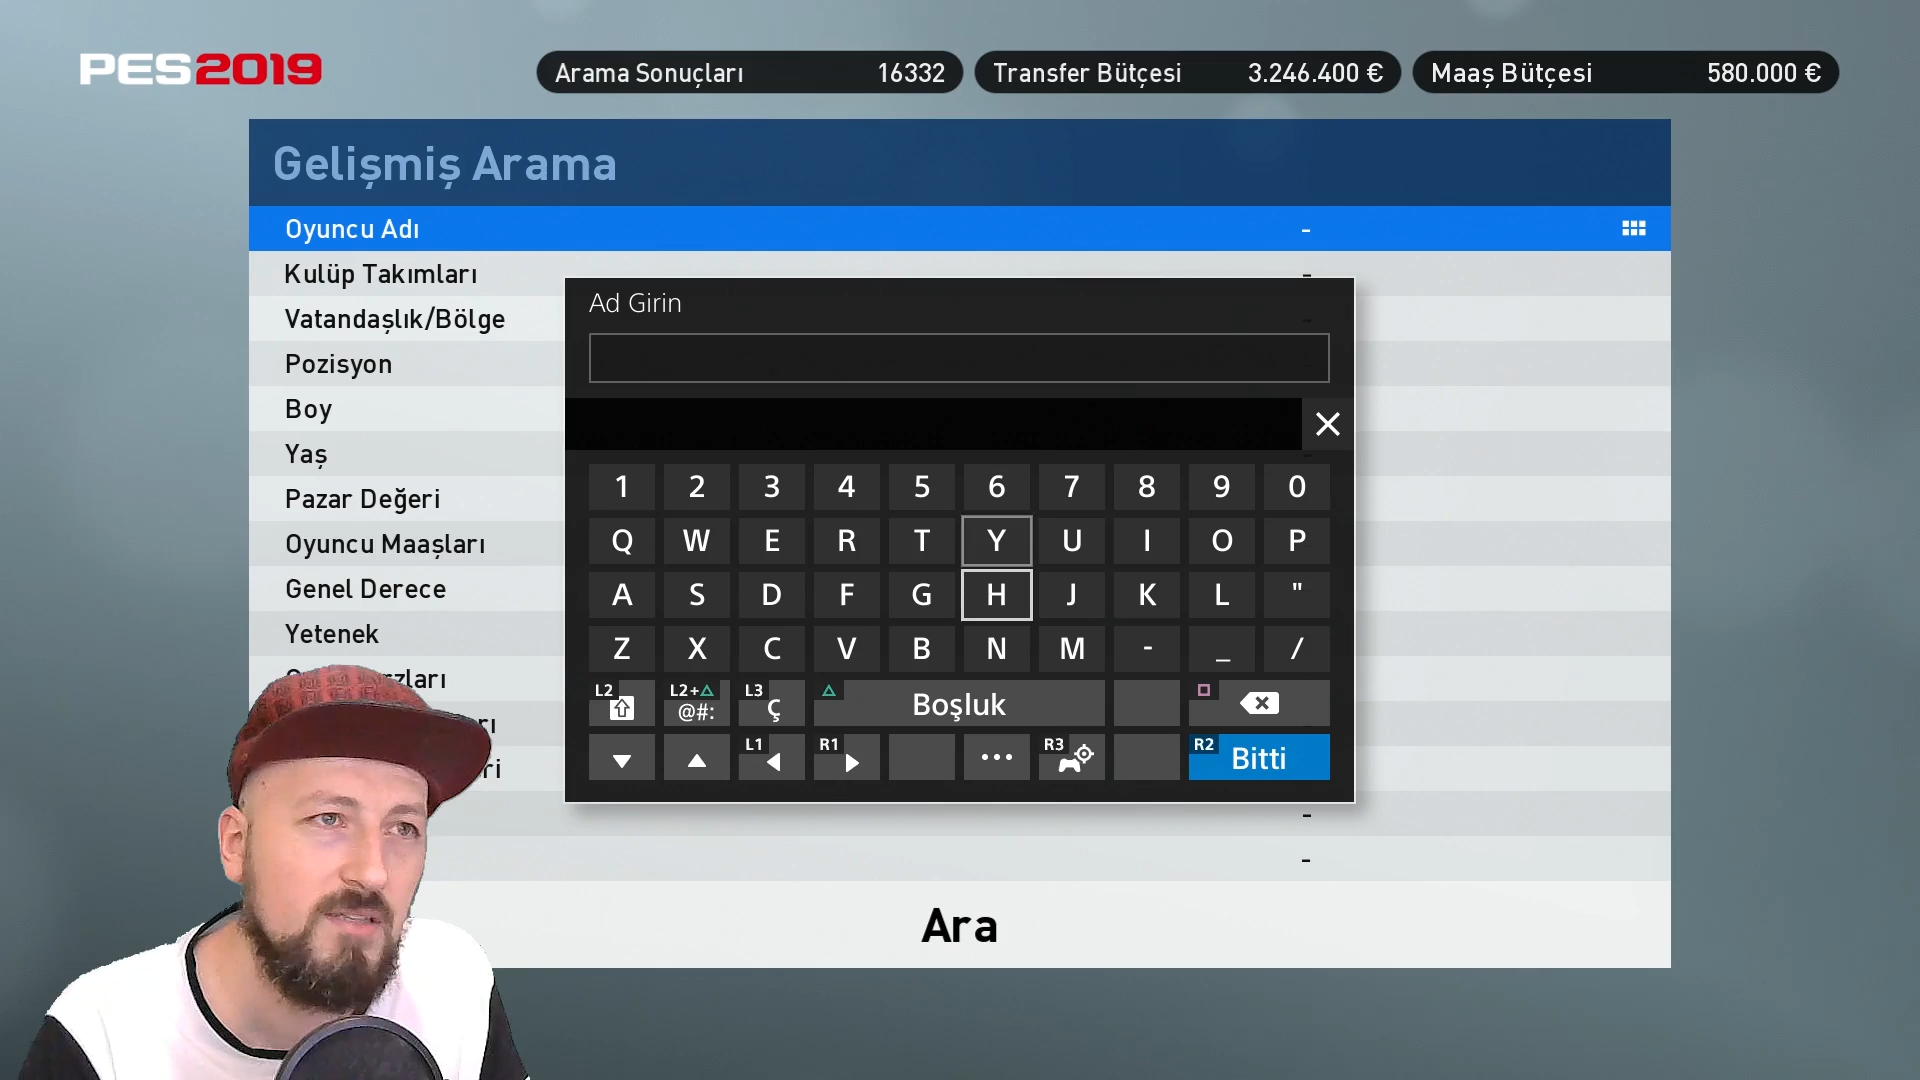 PES2019
Arama Sonuçları 16332
Transfer Bütçesi 3.246.400 €
Maaş Bütçesi 580.000 €
Gelişmiş Arama
Oyuncu Adı -
Kulüp Takımları -
Vatandaşlık/Bölge -
Pozisyon
Boy
Yaş -
Pazar Değeri
Oyuncu Maaşları
Genel Derece
Yetenek
Ad Girin
1 2 3 4 5 6 7 8 9 0
Q W E R T Y U I O P
A S D F G H J K L "
Z X C V B N M - _ /
L2 L2+△ @#: L3 ç △ Boşluk
L1 R1 ... R3 R2 Bitti
-
-
Ara